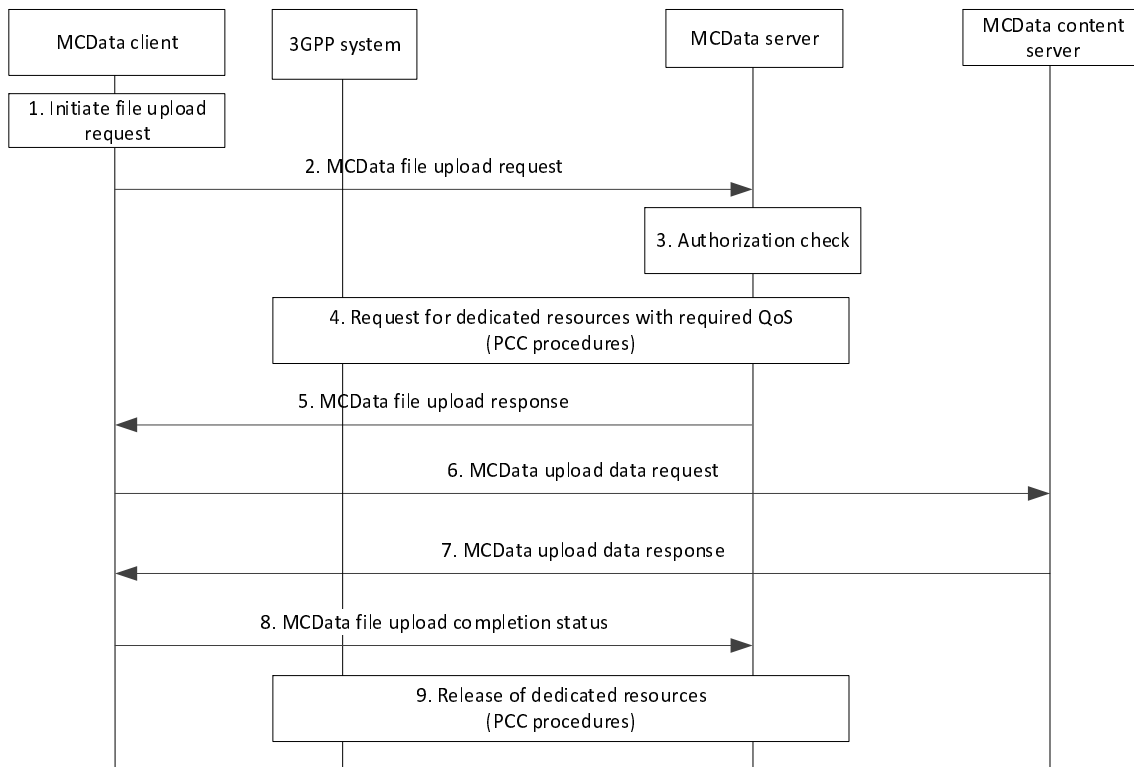 MCData client
3GPP system
MCData server
MCData content
server
1. Initiate file upload
request
2. MCData file upload request
3. Authorization check
4. Request for dedicated resources with required QoS
(PCC procedures)
5. MCData file upload response
6. MCData upload data request
7. MCData upload data response
8. MCData file upload completion status
9. Release of dedicated resources
(PCC procedures)